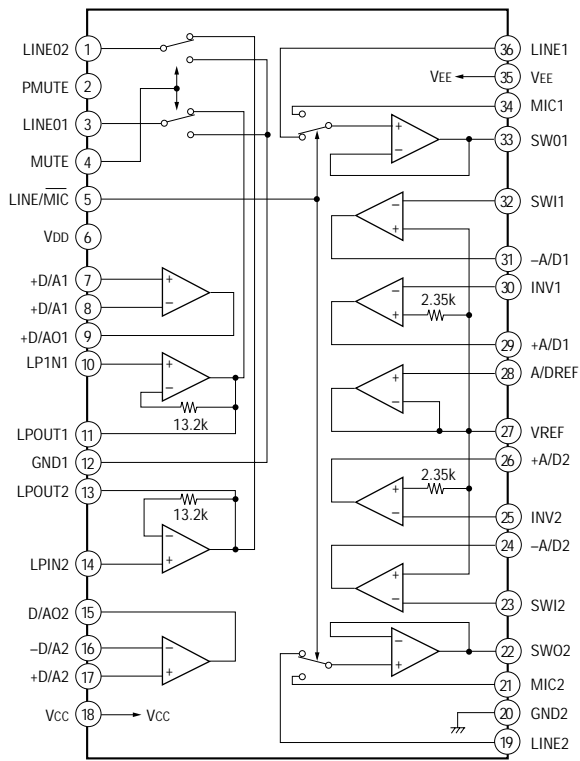 LINE02 1
PMUTE 2
LINE01 3
MUTE 4
LINE/MIC 5
VDD 6
+D/A1 7
+D/A1 8
+D/AO1 9
LP1N1 10
LPOUT1 11
GND1 12
LPOUT2 13
LPIN2 14
D/AO2 15
−D/A2 16
+D/A2 17
VCC 18 VCC
+
−
+
−
13.2k
13.2k
−
+
−
+
36 LINE1
VEE 35 VEE
34 MIC1
33 SW01
32 SWI1
31 −A/D1
30 INV1
29 +A/D1
28 A/DREF
27 VREF
26 +A/D2
25 INV2
24 −A/D2
23 SWI2
22 SWO2
21 MIC2
20 GND2
19 LINE2
+
−
−
+
−
+
2.35k
+
−
2.35k
+
−
+
−
−
+